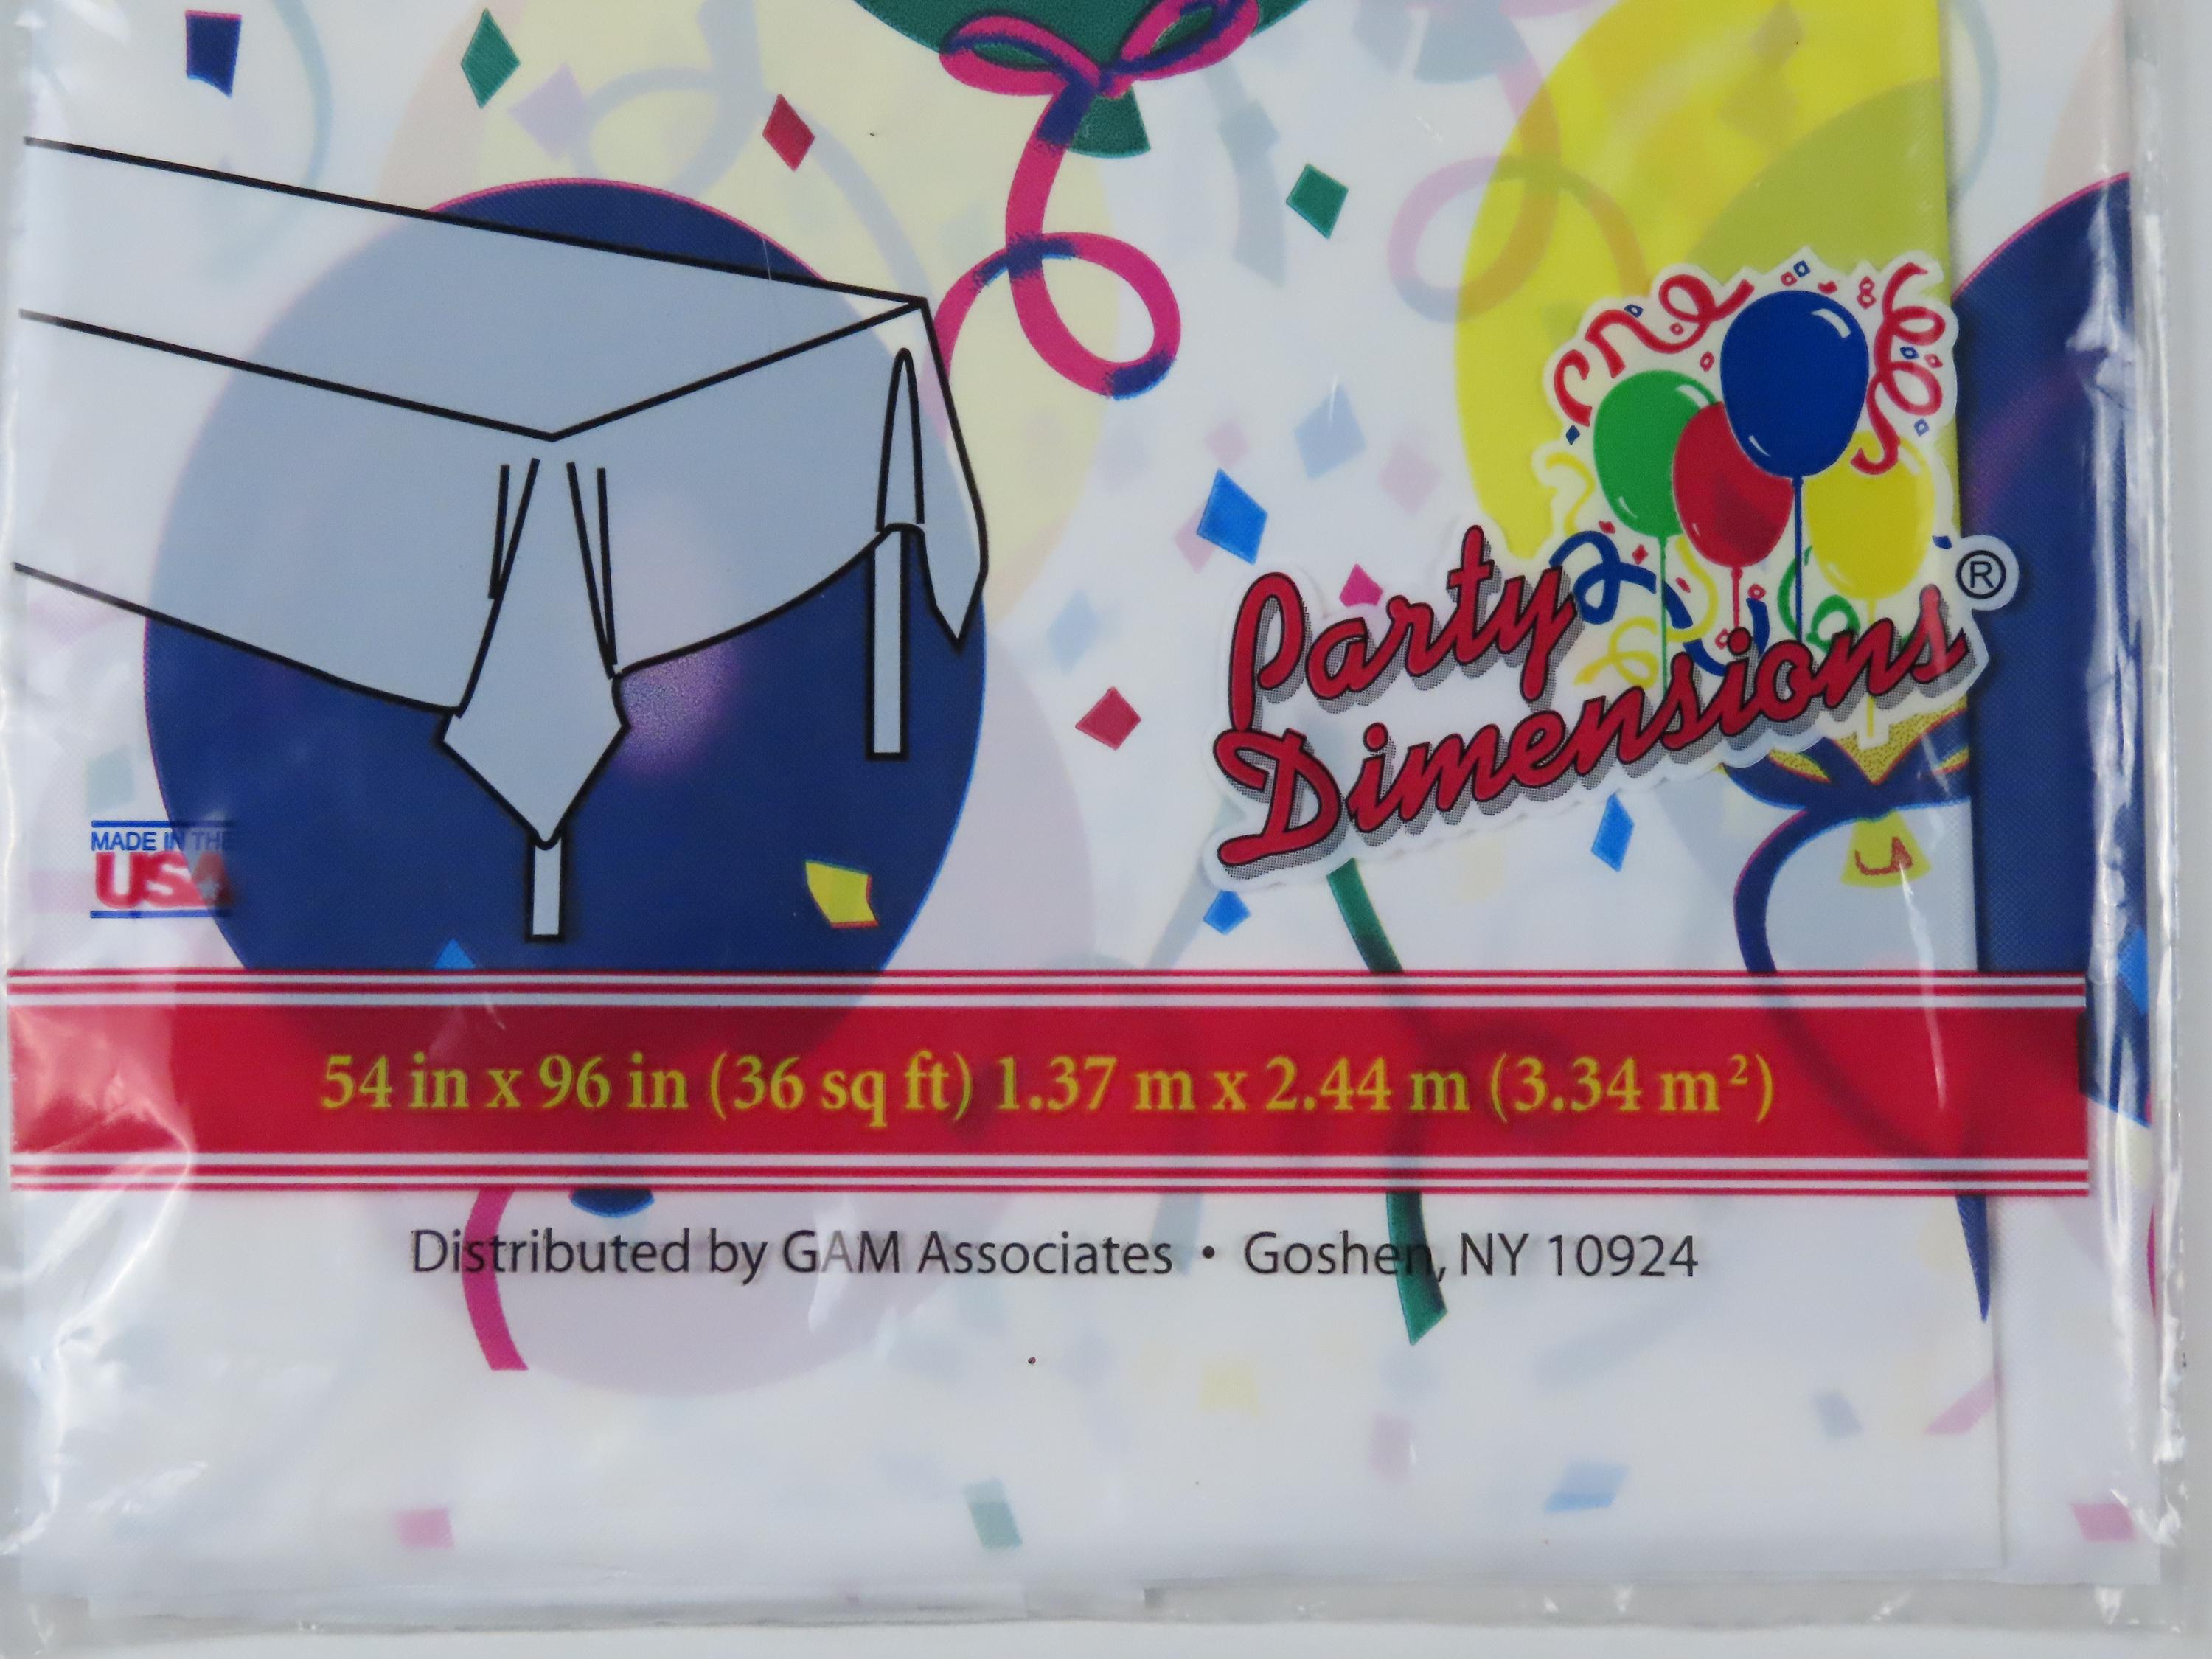 Party
Dimensions®
MADE IN THE
USA
54 in x 96 in (36 sq ft) 1.37 m x 2.44 m (3.34 m²)
Distributed by GAM Associates • Goshen, NY 10924